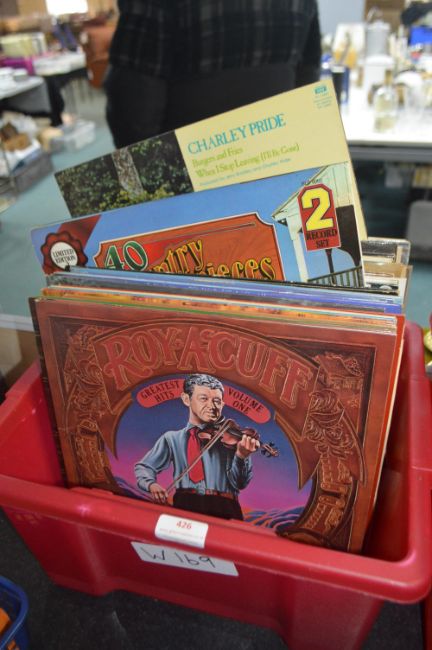 CHARLEY PRIDE
Burgers and Fries
When I Stop Leaving (I'll Be Gone)
LIMITED
EDITION
40
2
RECORD
SET
ROY ACUFF
GREATEST
HITS
VOLUME
ONE
426
W169